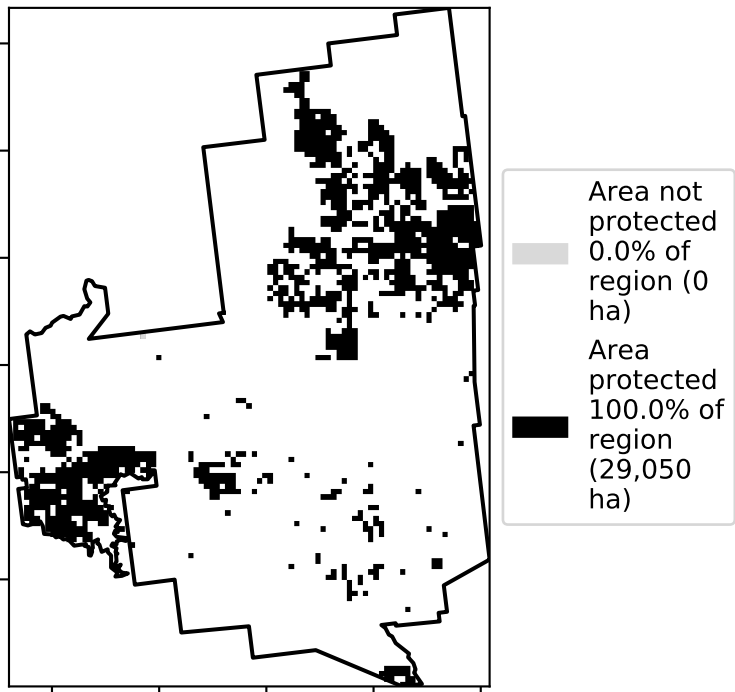 Area not
protected
0.0% of
region (0
ha)
Area
protected
100.0% of
region
(29,050
ha)